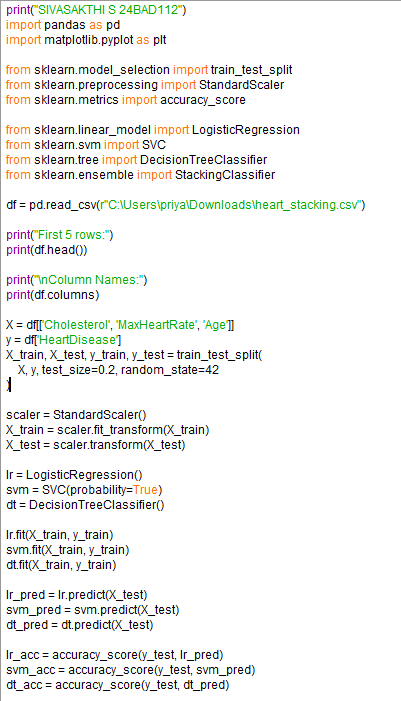 print("SIVASAKTHI S 24BAD112")
import pandas as pd
import matplotlib.pyplot as plt
from sklearn.model_selection import train_test_split
from sklearn.preprocessing import StandardScaler
from sklearn.metrics import accuracy_score
from sklearn.linear_model import LogisticRegression
from sklearn.svm import SVC
from sklearn.tree import DecisionTreeClassifier
from sklearn.ensemble import StackingClassifier
df = pd.read_csv(r"C:\Users\priya\Downloads\heart_stacking.csv")
print("First 5 rows:")
print(df.head())
print("\nColumn Names:")
print(df.columns)
X = df[['Cholesterol', 'MaxHeartRate', 'Age']]
y = df['HeartDisease']
X_train, X_test, y_train, y_test = train_test_split(
    X, y, test_size=0.2, random_state=42
)
scaler = StandardScaler()
X_train = scaler.fit_transform(X_train)
X_test = scaler.transform(X_test)
lr = LogisticRegression()
svm = SVC(probability=True)
dt = DecisionTreeClassifier()
lr.fit(X_train, y_train)
svm.fit(X_train, y_train)
dt.fit(X_train, y_train)
lr_pred = lr.predict(X_test)
svm_pred = svm.predict(X_test)
dt_pred = dt.predict(X_test)
lr_acc = accuracy_score(y_test, lr_pred)
svm_acc = accuracy_score(y_test, svm_pred)
dt_acc = accuracy_score(y_test, dt_pred)